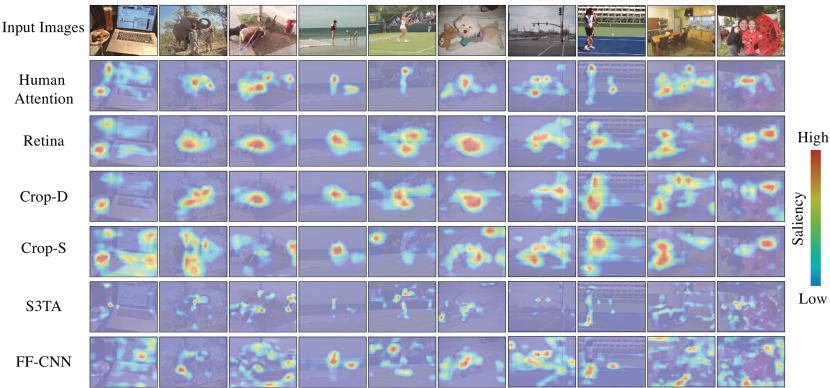 Input Images
Human
Attention
Retina
Crop-D
Crop-S
S3TA
FF-CNN
High
Saliency
Low